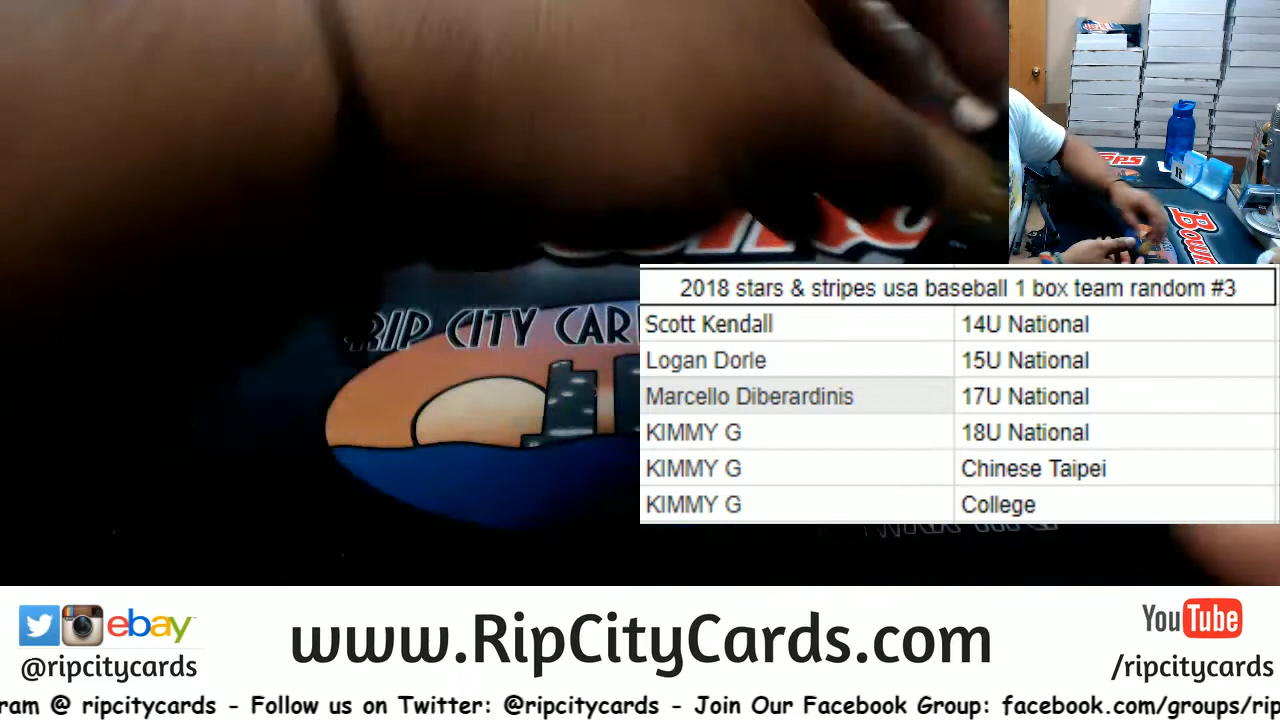 RIP CITY CAR
2018 stars & stripes usa baseball 1 box team random #3
Scott Kendall 14U National
Logan Dorle 15U National
Marcello Diberardinis 17U National
KIMMY G 18U National
KIMMY G Chinese Taipei
KIMMY G College
ebay
@ripcitycards
www.RipCityCards.com
YouTube
/ripcitycards
ram @ ripcitycards - Follow us on Twitter: @ripcitycards - Join Our Facebook Group: facebook.com/groups/rip